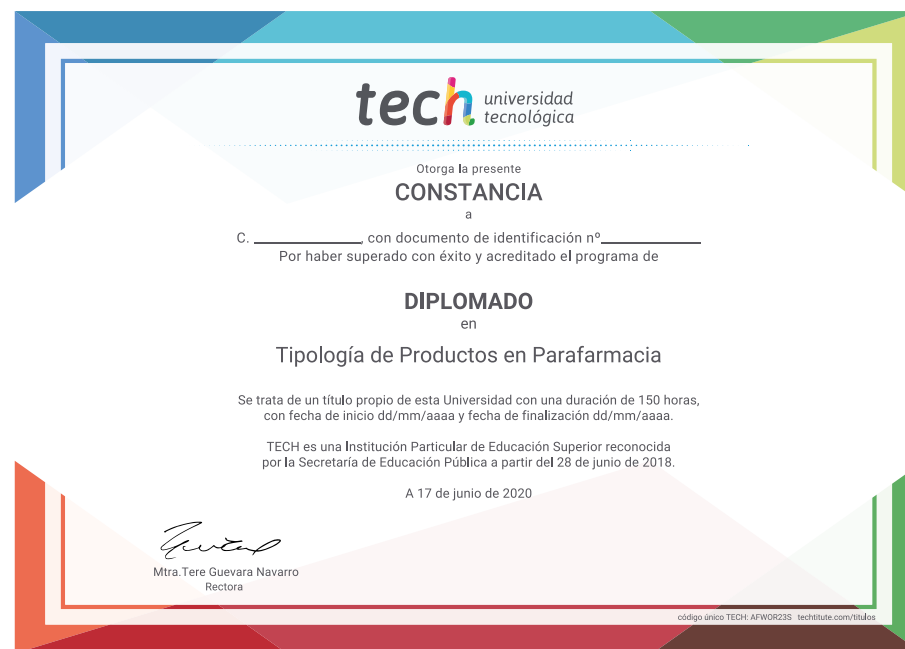 tech universidad
tecnológica
Otorga la presente
CONSTANCIA
a
C. ______________, con documento de identificación nº_____________
Por haber superado con éxito y acreditado el programa de
DIPLOMADO
en
Tipología de Productos en Parafarmacia
Se trata de un título propio de esta Universidad con una duración de 150 horas,
con fecha de inicio dd/mm/aaaa y fecha de finalización dd/mm/aaaa.
TECH es una Institución Particular de Educación Superior reconocida
por la Secretaría de Educación Pública a partir del 28 de junio de 2018.
A 17 de junio de 2020
Mtra.Tere Guevara Navarro
Rectora
código único TECH: AFWOR23S techtitute.com/titulos